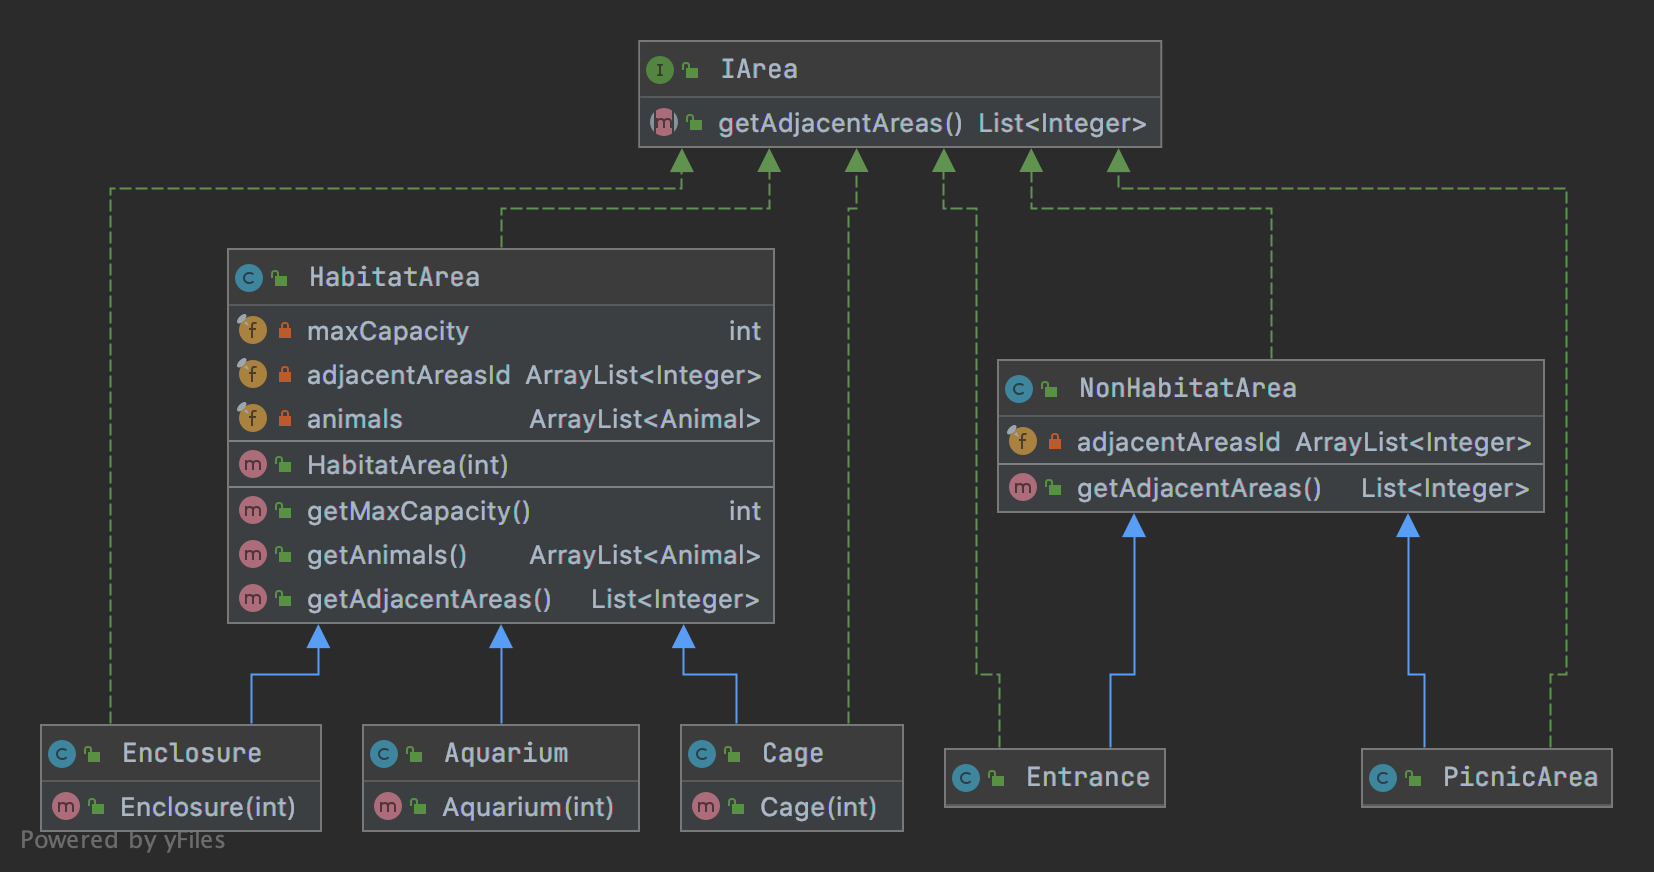 IArea
getAdjacentAreas() List<Integer>
HabitatArea
maxCapacity int
adjacentAreasId ArrayList<Integer>
animals ArrayList<Animal>
HabitatArea(int)
getMaxCapacity() int
getAnimals() ArrayList<Animal>
getAdjacentAreas() List<Integer>
NonHabitatArea
adjacentAreasId ArrayList<Integer>
getAdjacentAreas() List<Integer>
Enclosure
Enclosure(int)
Aquarium
Aquarium(int)
Cage
Cage(int)
Entrance
PicnicArea
Powered by yFiles